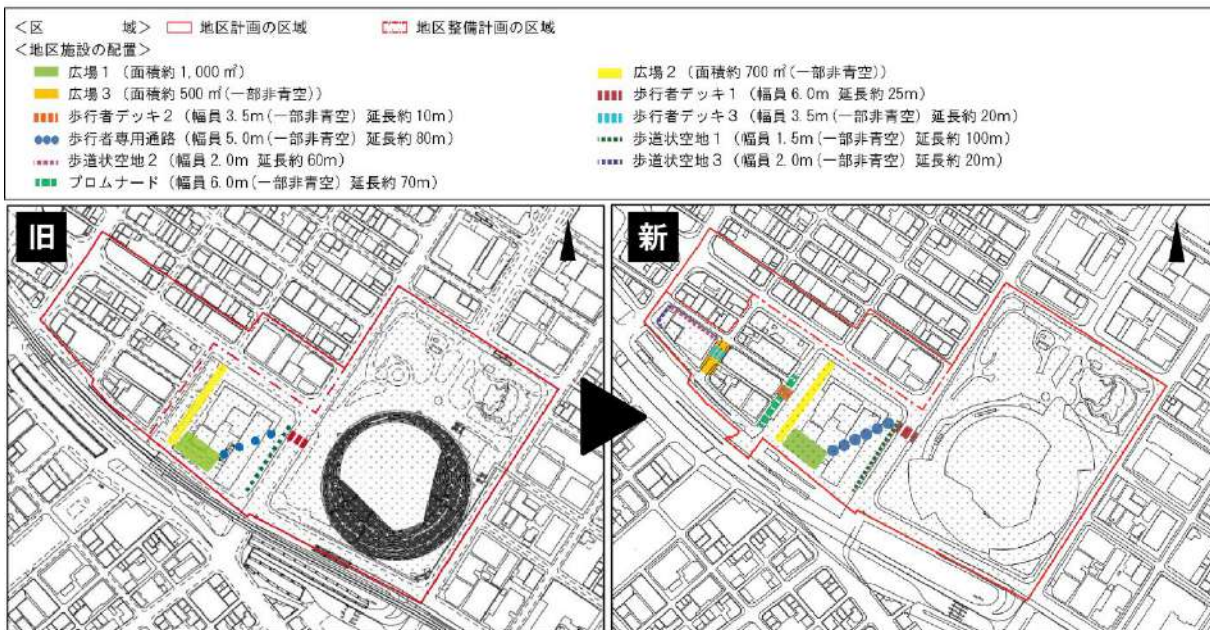 <区　　　域> 地区計画の区域　地区整備計画の区域
<地区施設の配置>
広場1 (面積約1,000㎡)　広場2 (面積約700㎡(一部非青空))
広場3 (面積約500㎡(一部非青空))　歩行者デッキ1 (幅員6.0m 延長約25m)
歩行者デッキ2 (幅員3.5m(一部非青空) 延長約10m)　歩行者デッキ3 (幅員3.5m(一部非青空) 延長約20m)
歩行者専用通路 (幅員5.0m(一部非青空) 延長約80m)　歩道状空地1 (幅員1.5m(一部非青空) 延長約100m)
歩道状空地2 (幅員2.0m 延長約60m)　歩道状空地3 (幅員2.0m(一部非青空) 延長約20m)
プロムナード (幅員6.0m(一部非青空) 延長約70m)
旧　新